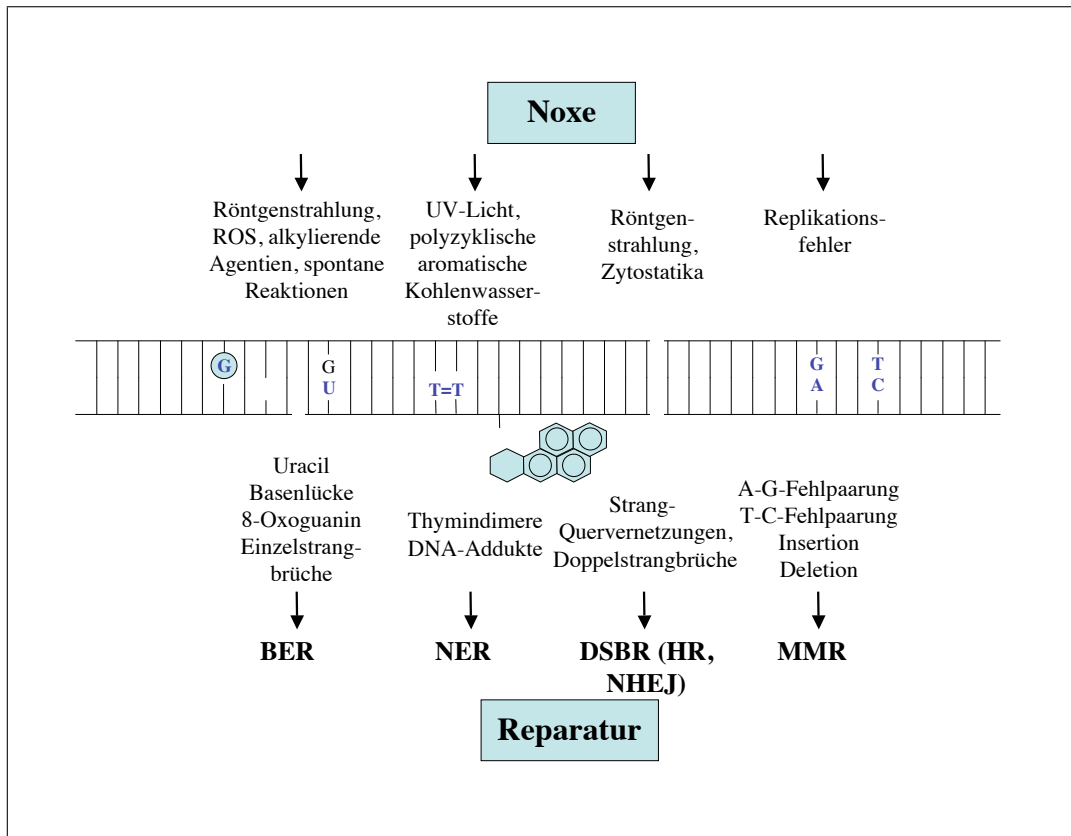 Noxe
Röntgenstrahlung,
ROS, alkylierende
Agentien, spontane
Reaktionen
UV-Licht,
polyzyklische
aromatische
Kohlenwasser-
stoffe
Röntgen-
strahlung,
Zytostatika
Replikations-
fehler
G
G
U
T=T
G
A
T
C
Uracil
Basenlücke
8-Oxoguanin
Einzelstrang-
brüche
Thymindimere
DNA-Addukte
Strang-
Quervernetzungen,
Doppelstrangbrüche
A-G-Fehlpaarung
T-C-Fehlpaarung
Insertion
Deletion
BER
NER
DSBR (HR,
NHEJ)
MMR
Reparatur